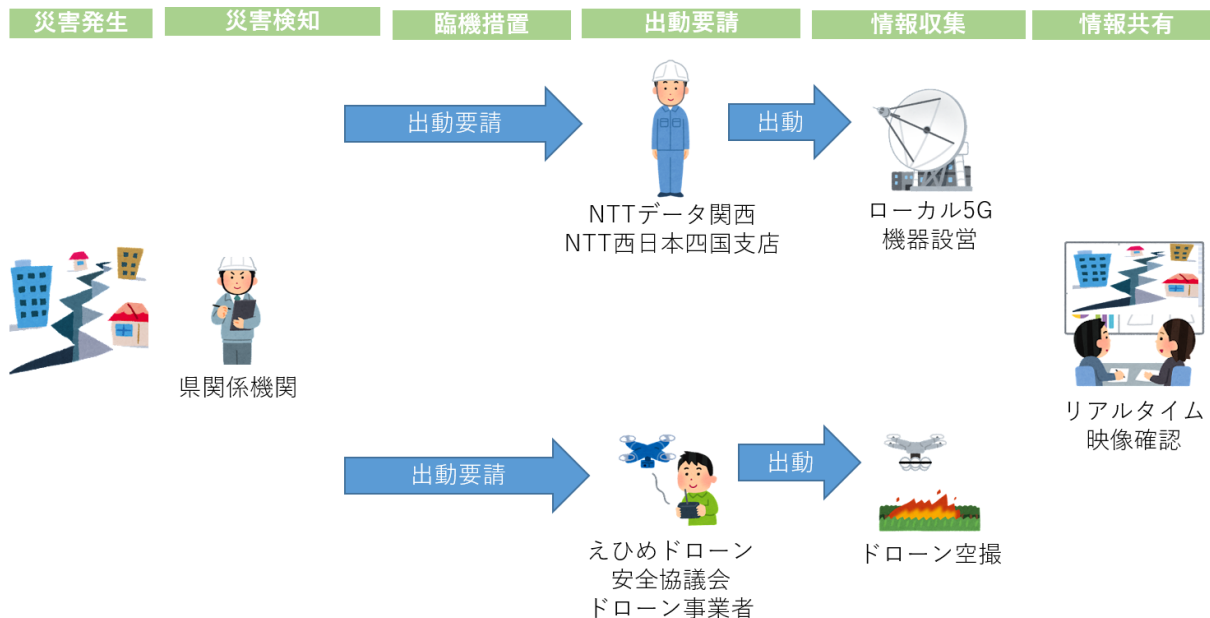 災害発生
災害検知
臨機措置
出動要請
情報収集
情報共有
出動要請
出動
NTTデータ関西
NTT西日本四国支店
ローカル5G
機器設営
県関係機関
リアルタイム
映像確認
出動要請
出動
えひめドローン
安全協議会
ドローン事業者
ドローン空撮